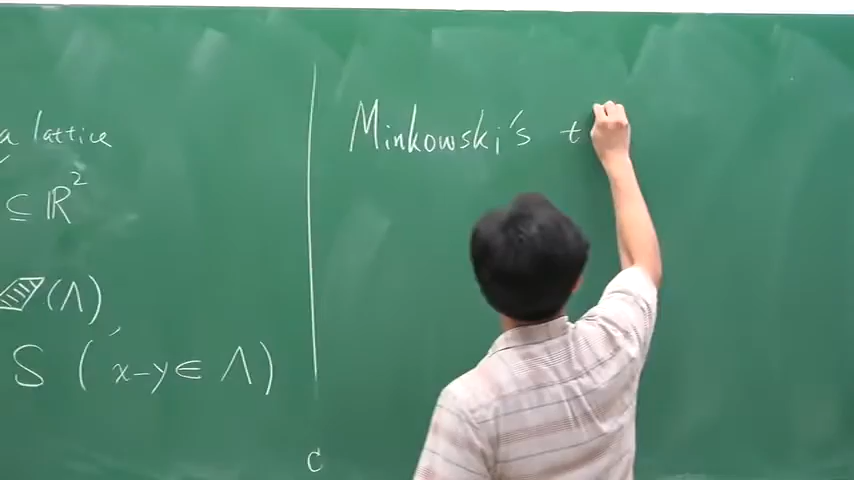 a lattice
⊆ ℝ²
(Λ)
S ( x-y ∈ Λ )
Minkowski's t
C